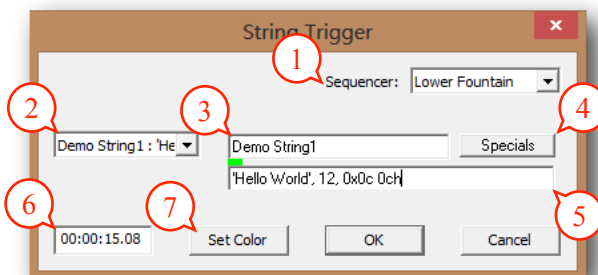 String Trigger
x
1
Sequencer: Lower Fountain
2 3 4
Demo String1 : 'He Demo String1 Specials
'Hello World', 12, 0x0c 0ch
6 7 5
00:00:15.08 Set Color OK Cancel